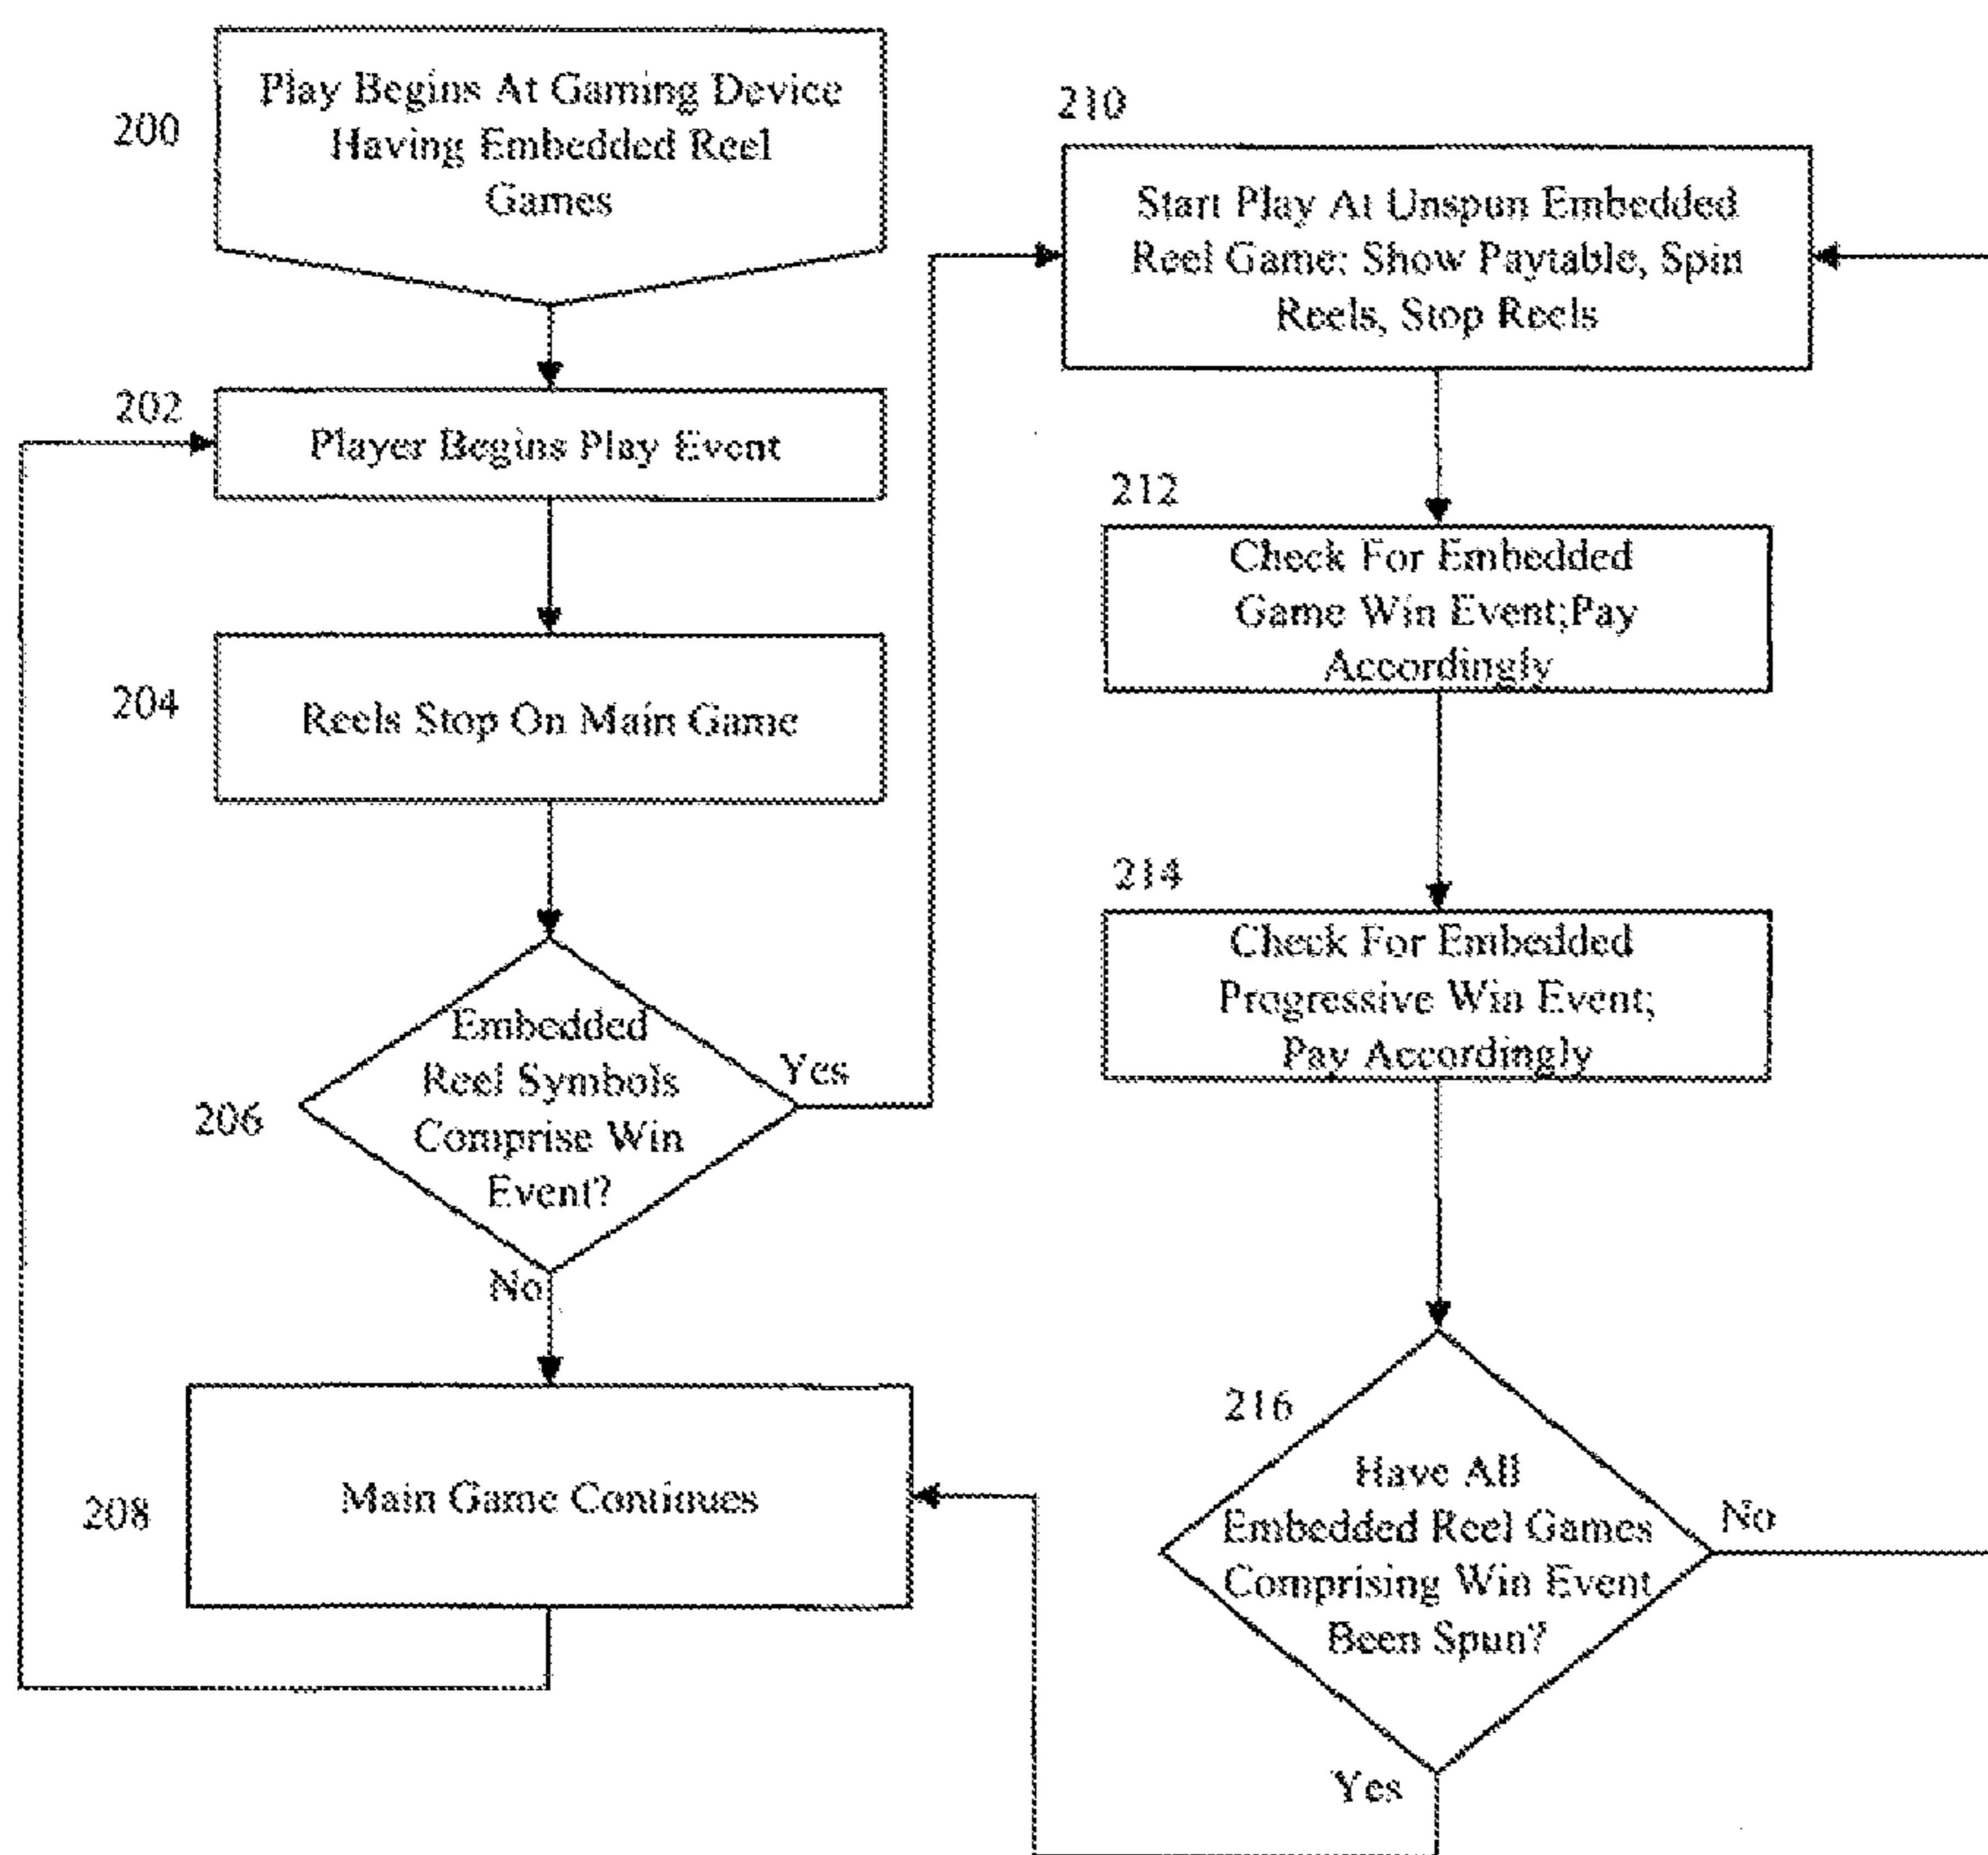 200
Play Begins At Gaming Device
Having Embedded Reel
Games
202
Player Begins Play Event
204
Reels Stop On Main Game
206
Embedded
Reel Symbols
Comprise Win
Event?
Yes
No
208
Main Game Continues
210
Start Play At Unspun Embedded
Reel Game: Show Paytable, Spin
Reels, Stop Reels
212
Check For Embedded
Game Win Event;Pay
Accordingly
214
Check For Embedded
Progressive Win Event;
Pay Accordingly
216
Have All
Embedded Reel Games
Comprising Win Event
Been Spun?
No
Yes